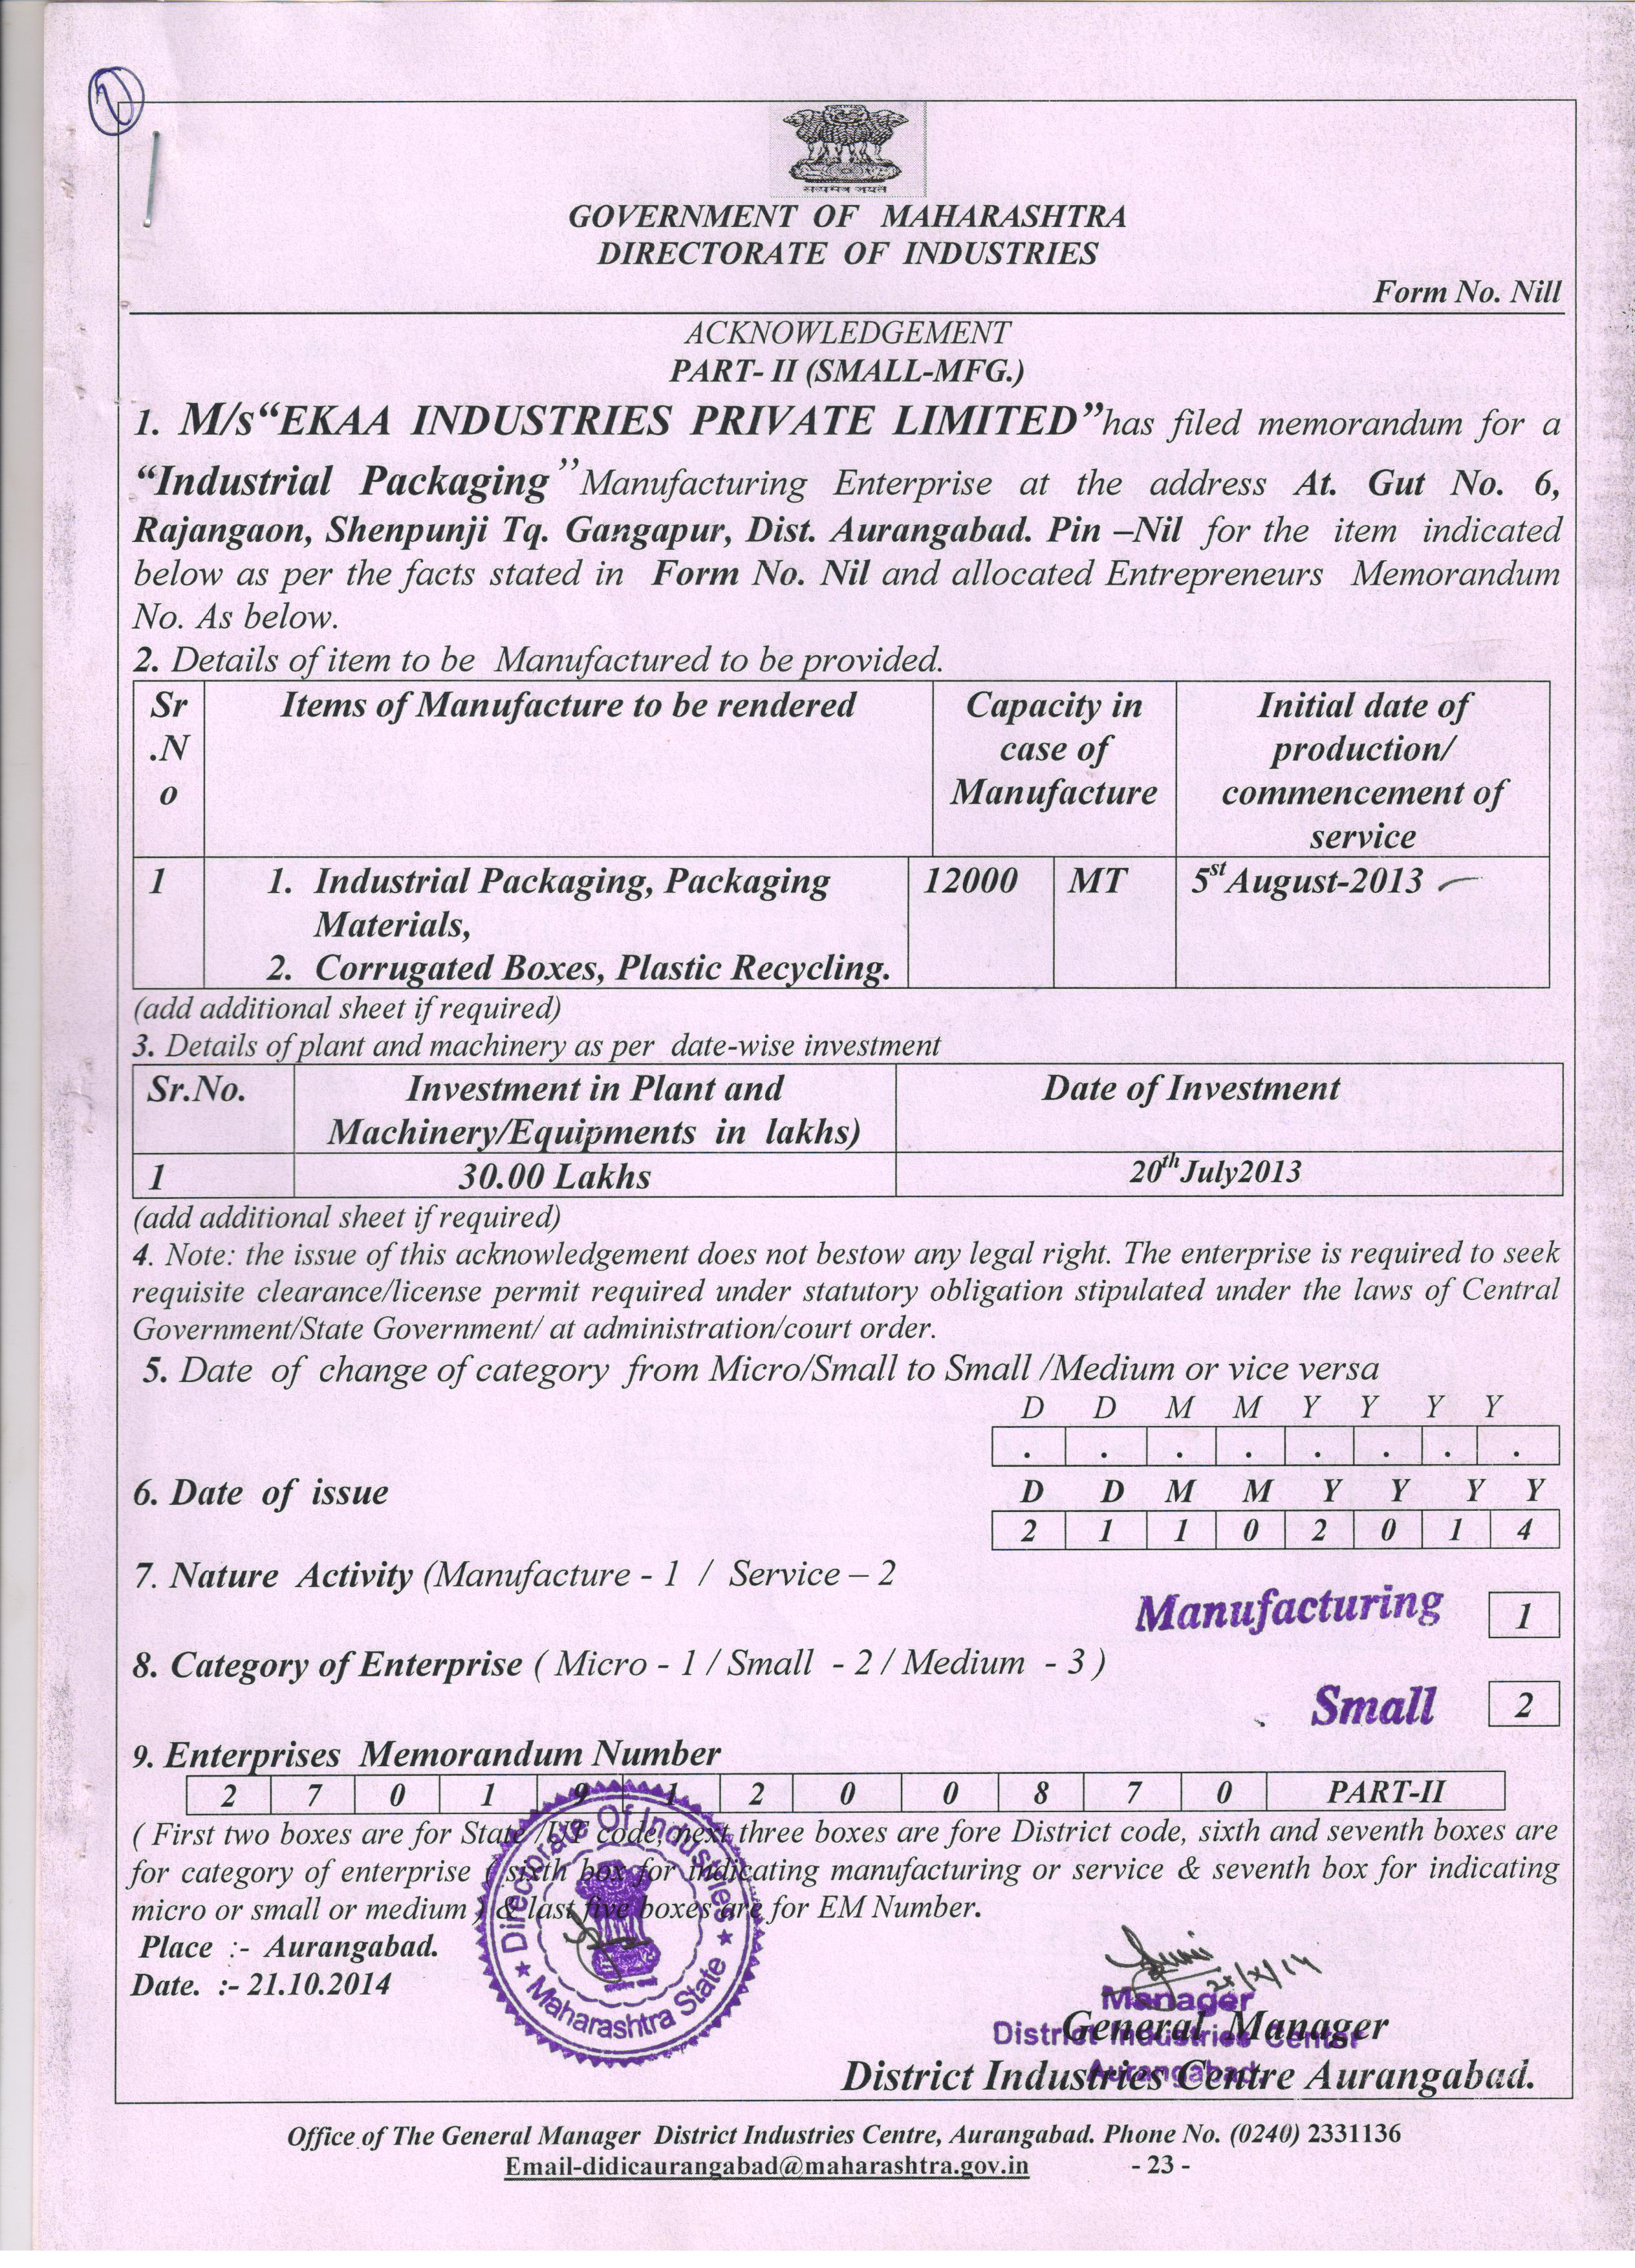 सत्यमेव जयते
GOVERNMENT OF MAHARASHTRA
DIRECTORATE OF INDUSTRIES
Form No. Nill
ACKNOWLEDGEMENT
PART- II (SMALL-MFG.)
1. M/s“EKAA INDUSTRIES PRIVATE LIMITED”has filed memorandum for a
“Industrial Packaging” Manufacturing Enterprise at the address At. Gut No. 6,
Rajangaon, Shenpunji Tq. Gangapur, Dist. Aurangabad. Pin –Nil for the item indicated
below as per the facts stated in Form No. Nil and allocated Entrepreneurs Memorandum
No. As below.
2. Details of item to be Manufactured to be provided.
Sr .N o Items of Manufacture to be rendered Capacity in case of Manufacture Initial date of production/ commencement of service
1 1. Industrial Packaging, Packaging 12000 MT 5st August-2013
Materials,
2. Corrugated Boxes, Plastic Recycling.
(add additional sheet if required)
3. Details of plant and machinery as per date-wise investment
Sr.No. Investment in Plant and Date of Investment
Machinery/Equipments in lakhs)
1 30.00 Lakhs 20th July2013
(add additional sheet if required)
4. Note: the issue of this acknowledgement does not bestow any legal right. The enterprise is required to seek
requisite clearance/license permit required under statutory obligation stipulated under the laws of Central
Government/State Government/ at administration/court order.
5. Date of change of category from Micro/Small to Small /Medium or vice versa
D D M M Y Y Y Y
. . . . . . . .
6. Date of issue D D M M Y Y Y Y
2 1 1 0 2 0 1 4
7. Nature Activity (Manufacture - 1 / Service – 2
Manufacturing 1
8. Category of Enterprise ( Micro - 1 / Small - 2 / Medium - 3 )
Small 2
9. Enterprises Memorandum Number
2 7 0 1 9 1 2 0 0 8 7 0 PART-II
( First two boxes are for State /UT code, next three boxes are fore District code, sixth and seventh boxes are
for category of enterprise ( sixth box for indicating manufacturing or service & seventh box for indicating
micro or small or medium ) & last five boxes are for EM Number.
Place :- Aurangabad.
Date. :- 21.10.2014
Directorate Of Industries
Maharashtra State
Manager
District Industries Center
Aurangabad.
General Manager
District Industries Centre Aurangabad.
Office of The General Manager District Industries Centre, Aurangabad. Phone No. (0240) 2331136
Email-didicaurangabad@maharashtra.gov.in - 23 -